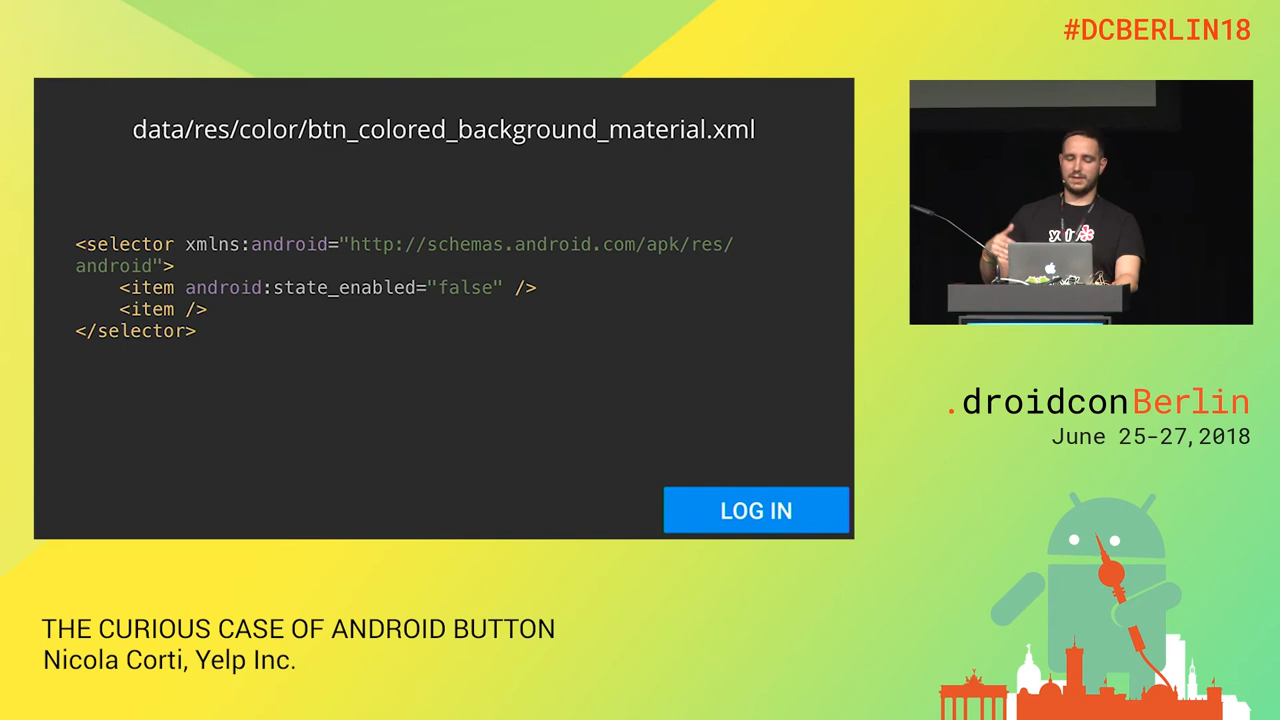 #DCBERLIN18
data/res/color/btn_colored_background_material.xml
<selector xmlns:android="http://schemas.android.com/apk/res/
android">
    <item android:state_enabled="false" />
    <item />
</selector>
LOG IN
.droidconBerlin
June 25-27,2018
THE CURIOUS CASE OF ANDROID BUTTON
Nicola Corti, Yelp Inc.